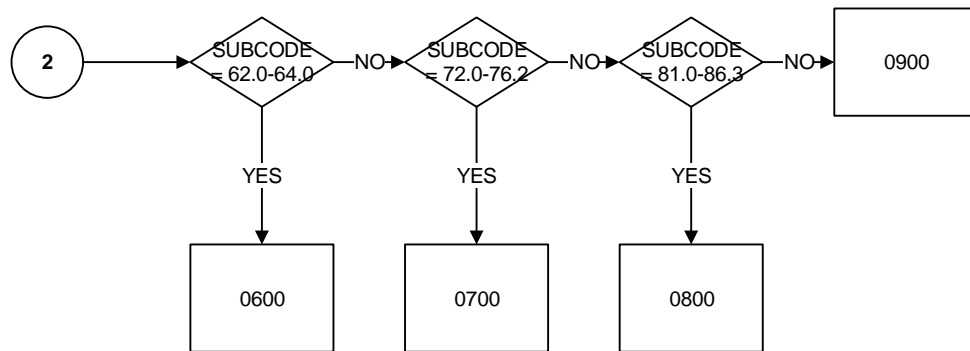 2
SUBCODE
= 62.0-64.0
NO
SUBCODE
= 72.0-76.2
NO
SUBCODE
= 81.0-86.3
NO
0900
YES
YES
YES
0600
0700
0800